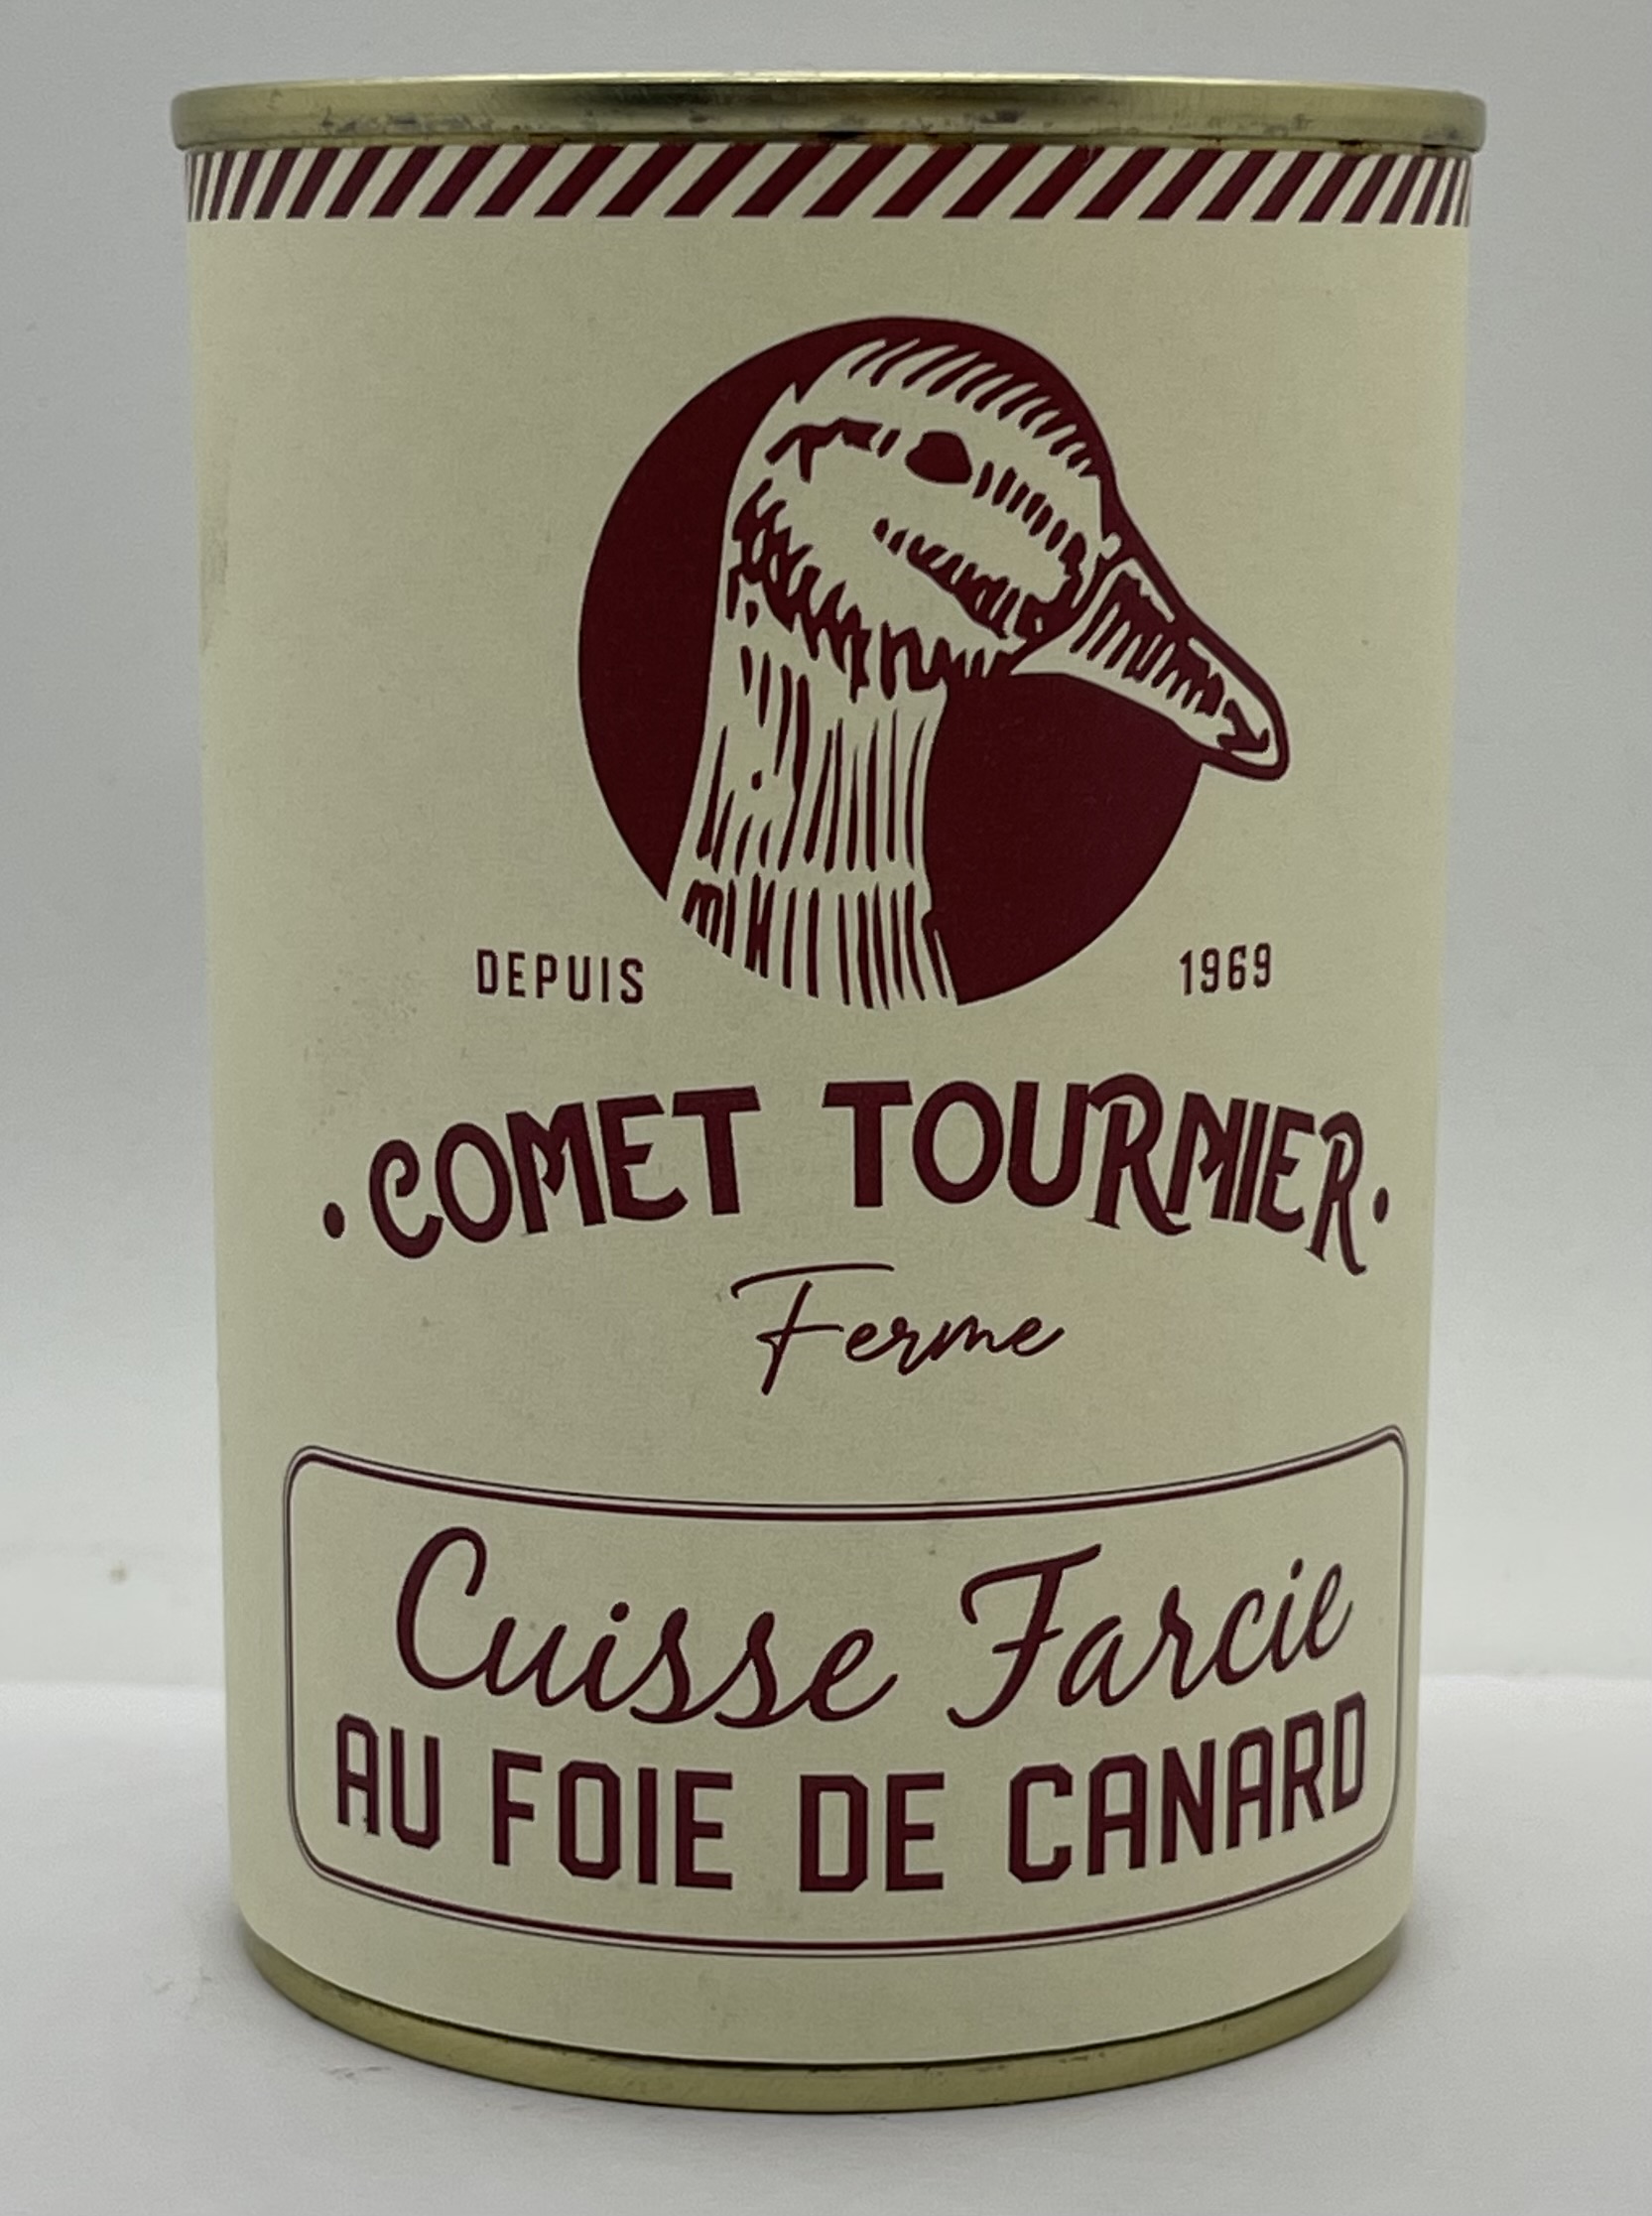 DEPUIS 1969
• COMET TOURNIER •
Ferme
Cuisse Farcie
AU FOIE DE CANARD